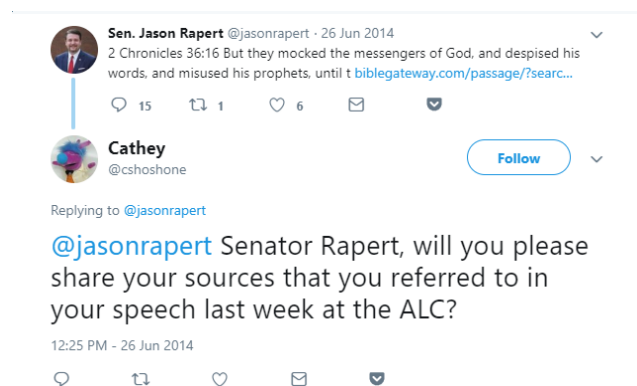 Sen. Jason Rapert @jasonrapert · 26 Jun 2014
2 Chronicles 36:16 But they mocked the messengers of God, and despised his
words, and misused his prophets, until t biblegateway.com/passage/?searc...
15 1 6
Cathey
@cshoshone
Follow
Replying to @jasonrapert
@jasonrapert Senator Rapert, will you please
share your sources that you referred to in
your speech last week at the ALC?
12:25 PM - 26 Jun 2014